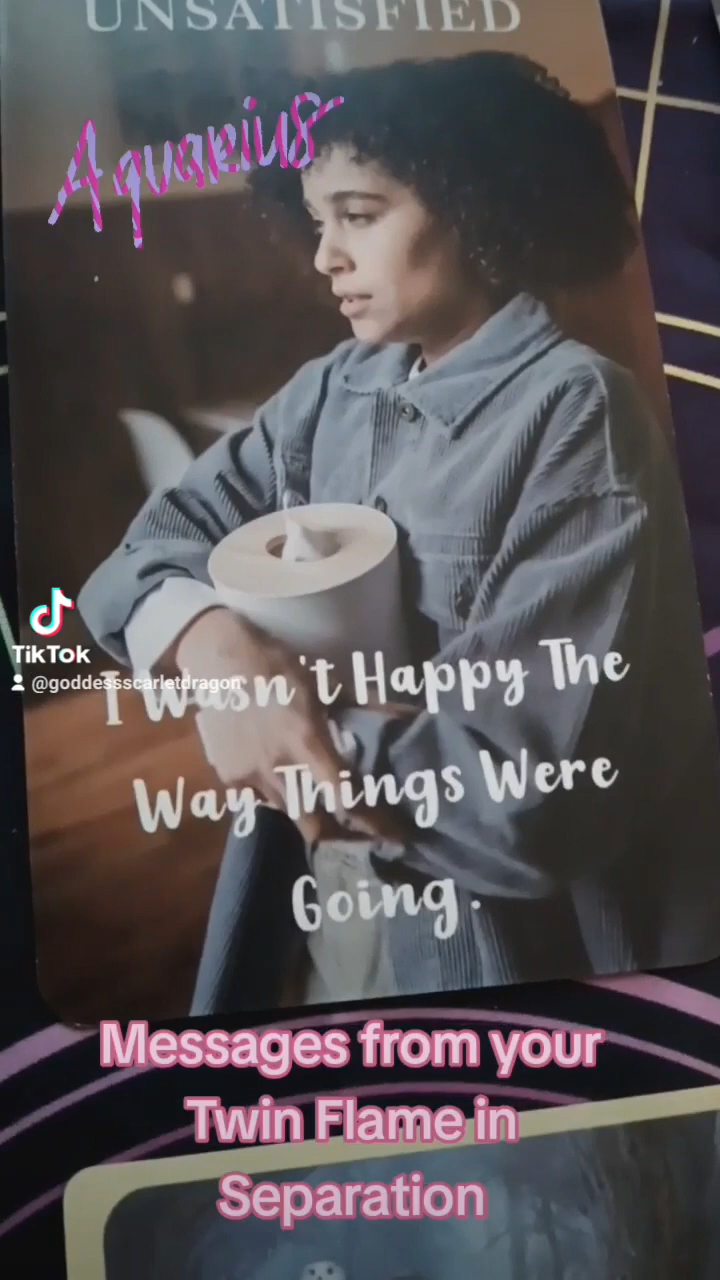 UNSATISFIED
Aquarius
TikTok
@goddessscarletdragon
I Wasn't Happy The
Way Things Were
Going.
Messages from your
Twin Flame in
Separation